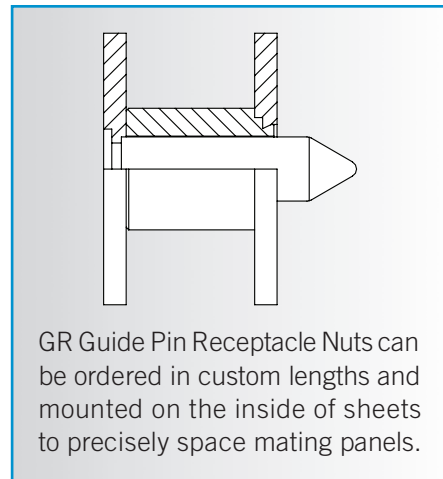 GR Guide Pin Receptacle Nuts can
be ordered in custom lengths and
mounted on the inside of sheets
to precisely space mating panels.